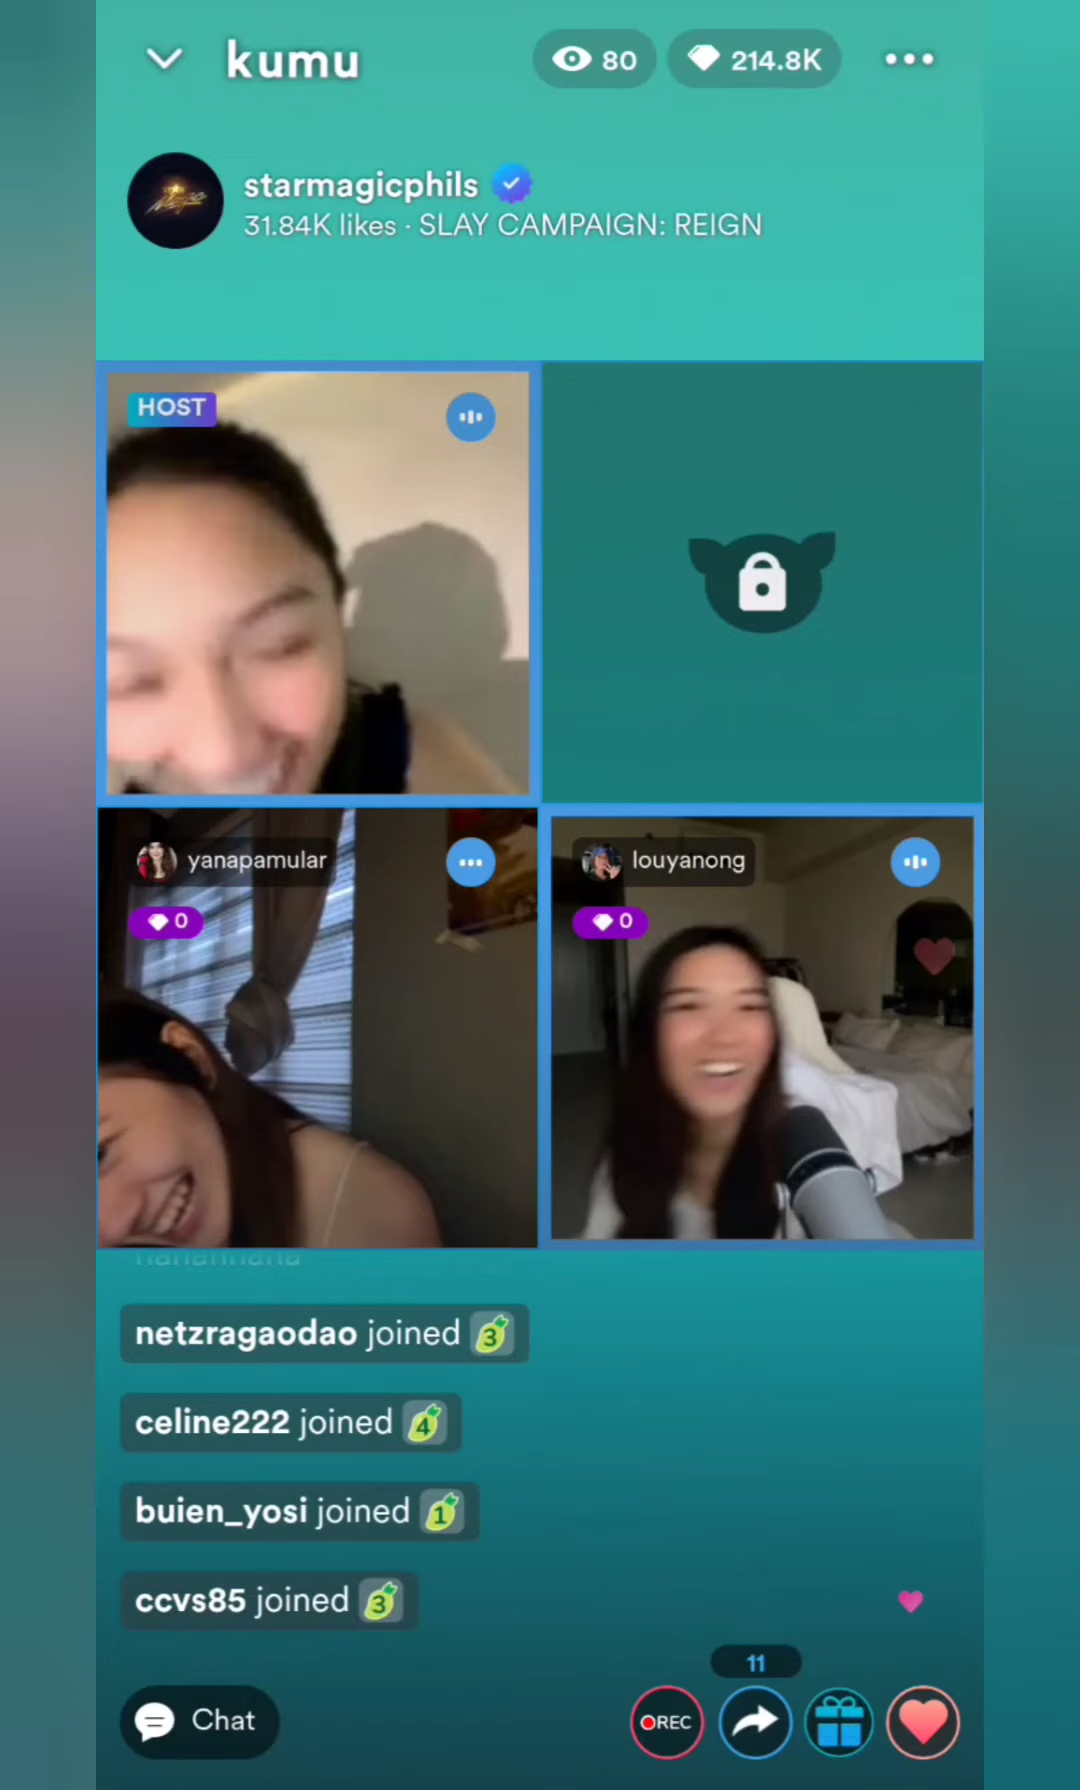 kumu
80
214.8K
starmagicphils
31.84K likes · SLAY CAMPAIGN: REIGN
HOST
yanapamular
0
louyanong
0
netzragaodao joined 3
celine222 joined 4
buien_yosi joined 1
ccvs85 joined 3
11
Chat
REC